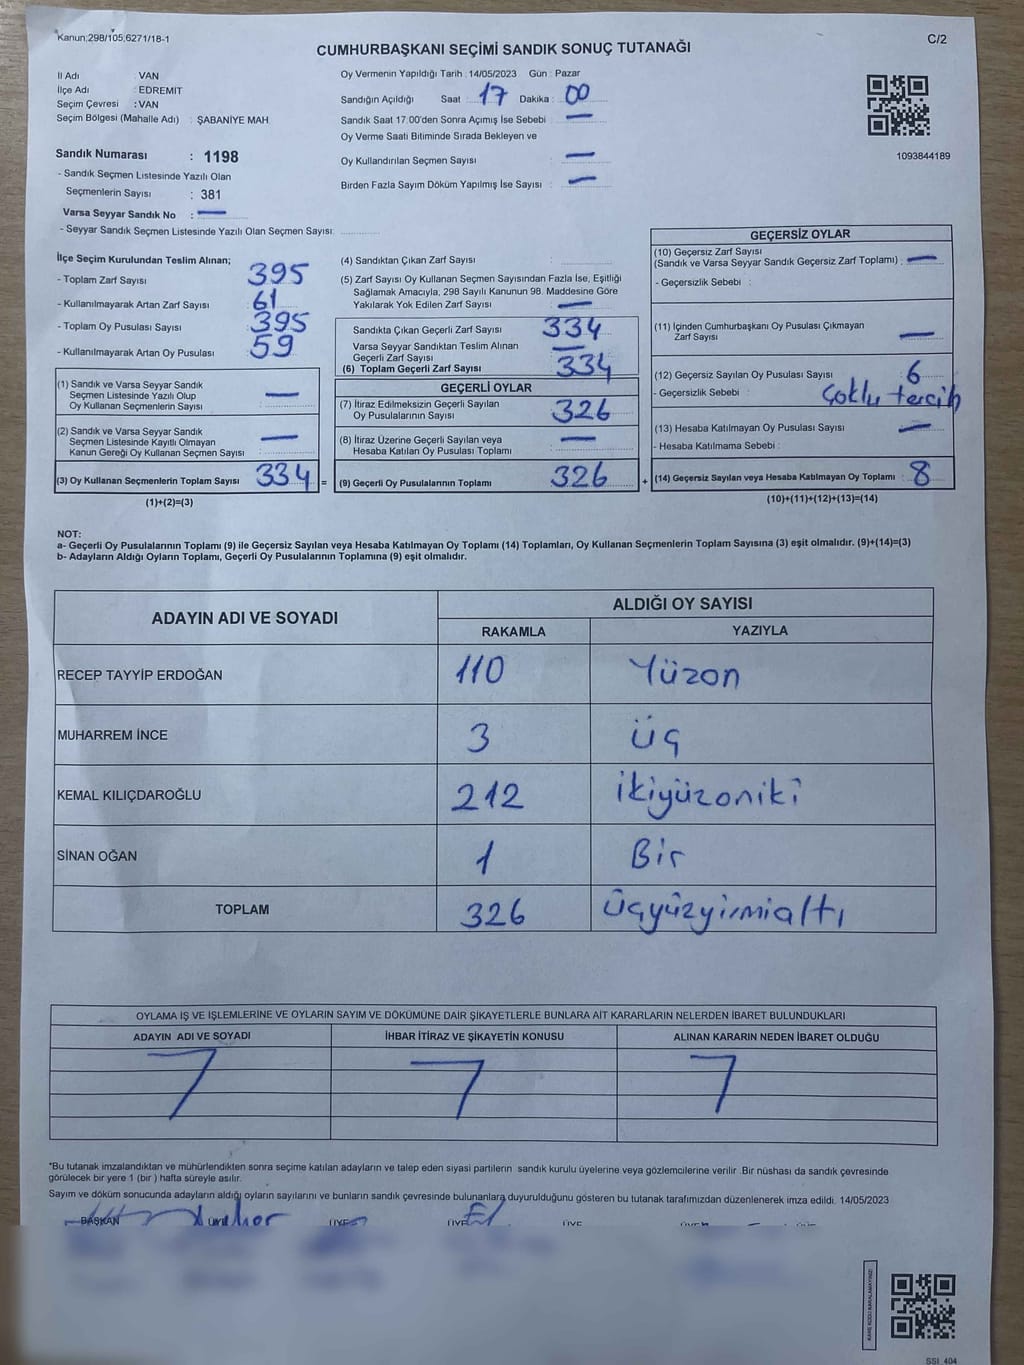 Kanun;298/105;6271/18-1
C/2
CUMHURBAŞKANI SEÇİMİ SANDIK SONUÇ TUTANAĞI
İl Adı : VAN
İlçe Adı : EDREMIT
Seçim Çevresi : VAN
Seçim Bölgesi (Mahalle Adı) : ŞABANİYE MAH
Sandık Numarası : 1198
- Sandık Seçmen Listesinde Yazılı Olan
Seçmenlerin Sayısı : 381
Varsa Seyyar Sandık No : —
- Seyyar Sandık Seçmen Listesinde Yazılı Olan Seçmen Sayısı:
Oy Vermenin Yapıldığı Tarih : 14/05/2023 Gün : Pazar
Sandığın Açıldığı Saat : 17 Dakika : 00
Sandık Saat 17:00'den Sonra Açımış İse Sebebi : —
Oy Verme Saati Bitiminde Sırada Bekleyen ve
Oy Kullandırılan Seçmen Sayısı : —
Birden Fazla Sayım Döküm Yapılmış İse Sayısı : —
1093844189
İlçe Seçim Kurulundan Teslim Alınan;
- Toplam Zarf Sayısı : 395
- Kullanılmayarak Artan Zarf Sayısı : 61
- Toplam Oy Pusulası Sayısı : 395
- Kullanılmayarak Artan Oy Pusulası : 59
(1) Sandık ve Varsa Seyyar Sandık
Seçmen Listesinde Yazılı Olup
Oy Kullanan Seçmenlerin Sayısı : —
(2) Sandık ve Varsa Seyyar Sandık
Seçmen Listesinde Kayıtlı Olmayan
Kanun Gereği Oy Kullanan Seçmen Sayısı : —
(3) Oy Kullanan Seçmenlerin Toplam Sayısı : 334 =
(1)+(2)=(3)
(4) Sandıktan Çıkan Zarf Sayısı :
(5) Zarf Sayısı Oy Kullanan Seçmen Sayısından Fazla İse, Eşitliği
Sağlamak Amacıyla, 298 Sayılı Kanunun 98. Maddesine Göre
Yakılarak Yok Edilen Zarf Sayısı : —
Sandıkta Çıkan Geçerli Zarf Sayısı : 334
Varsa Seyyar Sandıktan Teslim Alınan
Geçerli Zarf Sayısı : —
(6) Toplam Geçerli Zarf Sayısı : 334
GEÇERLİ OYLAR
(7) İtiraz Edilmeksizin Geçerli Sayılan
Oy Pusulalarının Sayısı : 326
(8) İtiraz Üzerine Geçerli Sayılan veya
Hesaba Katılan Oy Pusulası Toplamı : —
(9) Geçerli Oy Pusulalarının Toplamı : 326 +
GEÇERSİZ OYLAR
(10) Geçersiz Zarf Sayısı
(Sandık ve Varsa Seyyar Sandık Geçersiz Zarf Toplamı) : —
- Geçersizlik Sebebi :
(11) İçinden Cumhurbaşkanı Oy Pusulası Çıkmayan
Zarf Sayısı : —
(12) Geçersiz Sayılan Oy Pusulası Sayısı : 6
- Geçersizlik Sebebi : Çoklu tercih
(13) Hesaba Katılmayan Oy Pusulası Sayısı : —
- Hesaba Katılmama Sebebi :
(14) Geçersiz Sayılan veya Hesaba Katılmayan Oy Toplamı : 8
(10)+(11)+(12)+(13)=(14)
NOT:
a- Geçerli Oy Pusulalarının Toplamı (9) ile Geçersiz Sayılan veya Hesaba Katılmayan Oy Toplamı (14) Toplamları, Oy Kullanan Seçmenlerin Toplam Sayısına (3) eşit olmalıdır. (9)+(14)=(3)
b- Adayların Aldığı Oyların Toplamı, Geçerli Oy Pusulalarının Toplamına (9) eşit olmalıdır.
ADAYIN ADI VE SOYADI
ALDIĞI OY SAYISI
RAKAMLA YAZIYLA
RECEP TAYYİP ERDOĞAN 110 Yüzon
MUHARREM İNCE 3 üç
KEMAL KILIÇDAROĞLU 212 ikiyüzoniki
SİNAN OĞAN 1 Bir
TOPLAM 326 Üçyüzyirmialtı
OYLAMA İŞ VE İŞLEMLERİNE VE OYLARIN SAYIM VE DÖKÜMÜNE DAİR ŞİKAYETLERLE BUNLARA AİT KARARLARIN NELERDEN İBARET BULUNDUKLARI
ADAYIN ADI VE SOYADI İHBAR İTİRAZ VE ŞİKAYETİN KONUSU ALINAN KARARIN NEDEN İBARET OLDUĞU
*Bu tutanak imzalandıktan ve mühürlendikten sonra seçime katılan adayların ve talep eden siyasi partilerin sandık kurulu üyelerine veya gözlemcilerine verilir .Bir nüshası da sandık çevresinde
görülecek bir yere 1 (bir ) hafta süreyle asılır.
Sayım ve döküm sonucunda adayların aldığı oyların sayılarını ve bunların sandık çevresinde bulunanlara duyurulduğunu gösteren bu tutanak tarafımızdan düzenlenerek imza edildi. 14/05/2023
BAŞKAN ÜYE ÜYE ÜYE
KARE KODU KARALAMAYINIZ!
SSI_404